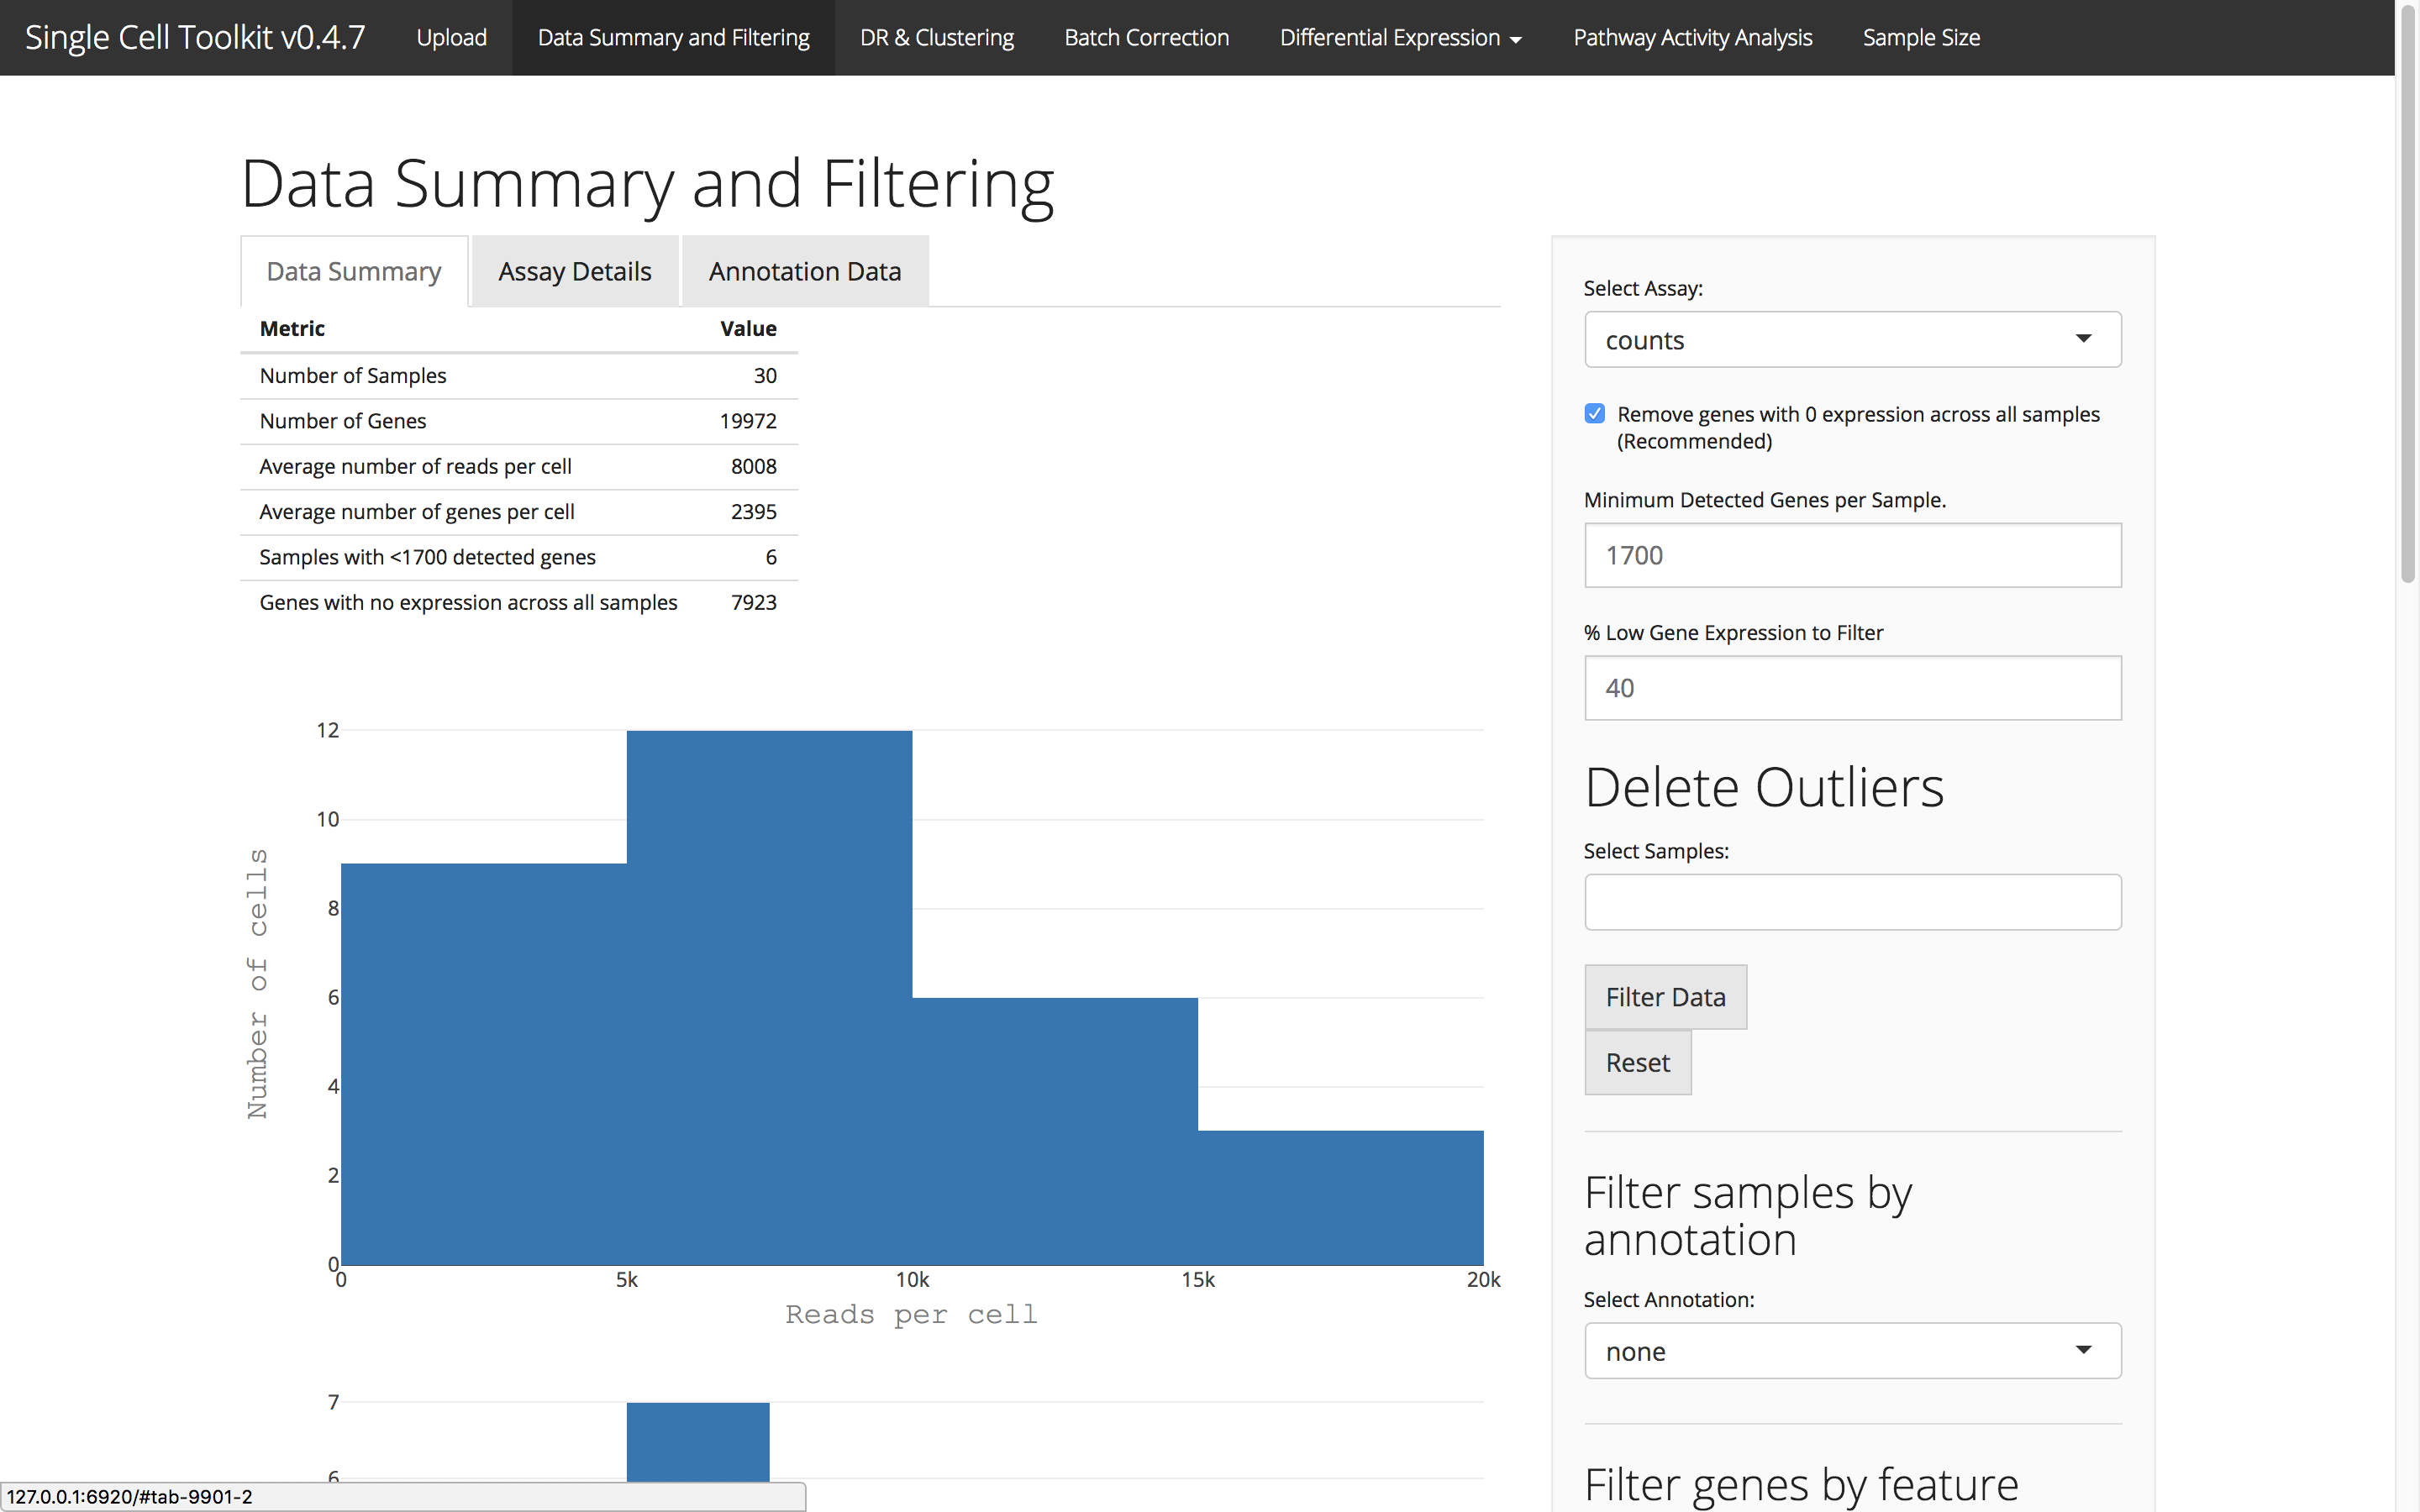 Single Cell Toolkit v0.4.7 Upload Data Summary and Filtering DR & Clustering Batch Correction Differential Expression Pathway Activity Analysis Sample Size
Data Summary and Filtering
Data Summary Assay Details Annotation Data
Metric Value
Number of Samples 30
Number of Genes 19972
Average number of reads per cell 8008
Average number of genes per cell 2395
Samples with <1700 detected genes 6
Genes with no expression across all samples 7923
12
10
8
6
4
2
0
Number of cells
0 5k 10k 15k 20k
Reads per cell
7
6
127.0.0.1:6920/#tab-9901-2
Select Assay:
counts
Remove genes with 0 expression across all samples
(Recommended)
Minimum Detected Genes per Sample.
1700
% Low Gene Expression to Filter
40
Delete Outliers
Select Samples:
Filter Data
Reset
Filter samples by
annotation
Select Annotation:
none
Filter genes by feature